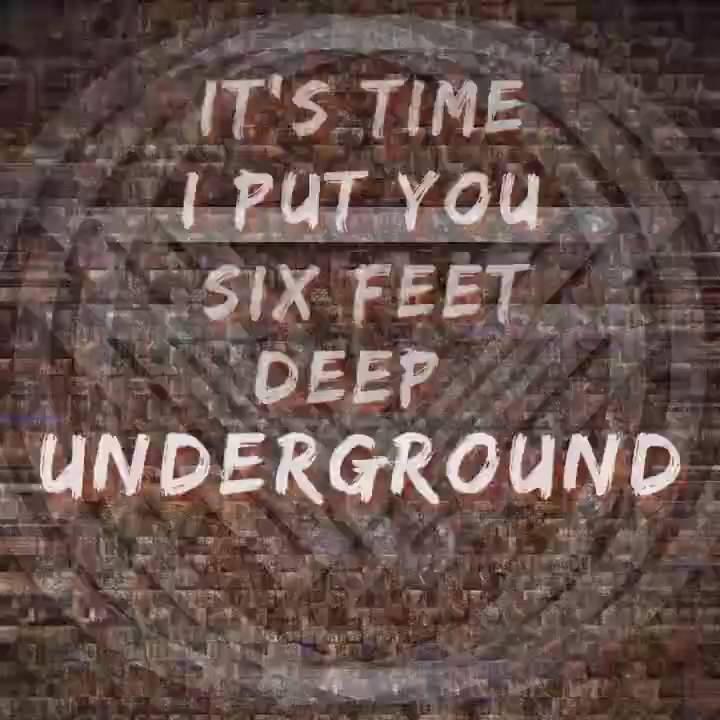 IT'S TIME
I PUT YOU
SIX FEET
DEEP
UNDERGROUND